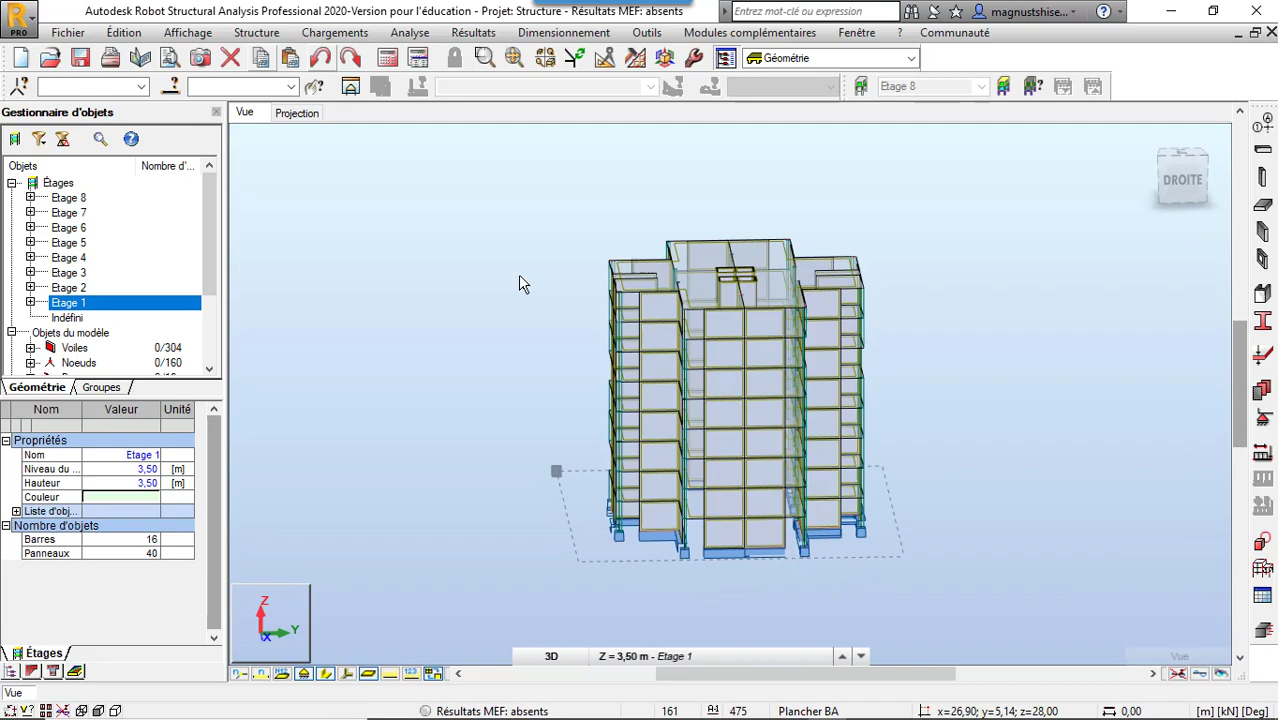 Autodesk Robot Structural Analysis Professional 2020-Version pour l'éducation - Projet: Structure - Résultats MEF: absents
Entrez mot-clé ou expression
magnustshise...
PRO
Fichier Édition Affichage Structure Chargements Analyse Résultats Dimensionnement Outils Modules complémentaires Fenêtre ? Communauté
Géométrie
Etage 8
Gestionnaire d'objets
Vue Projection
DROITE
Objets Nombre d'...
Étages
Etage 8
Etage 7
Etage 6
Etage 5
Etage 4
Etage 3
Etage 2
Etage 1
Indéfini
Objets du modèle
Voiles 0/304
Noeuds 0/160
Géométrie Groupes
Nom Valeur Unité
Propriétés
Nom Etage 1
Niveau du ... 3,50 [m]
Hauteur 3,50 [m]
Couleur
Liste d'obj...
Nombre d'objets
Barres 16
Panneaux 40
Z
Y
X
Étages
3D Z = 3,50 m - Etage 1
Vue
Vue
Résultats MEF: absents 161 475 Plancher BA x=26,90; y=5,14; z=28,00 0,00 [m] [kN] [Deg]